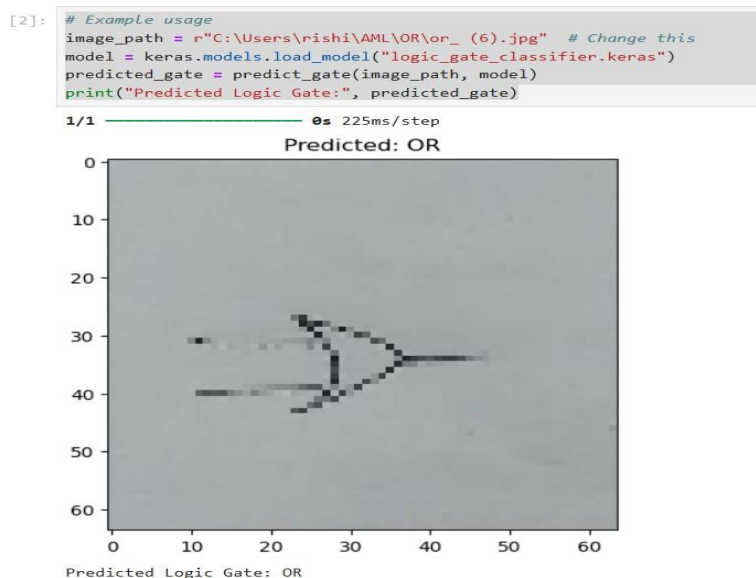 [2]: # Example usage
image_path = r"C:\Users\rishi\AML\OR\or_ (6).jpg"  # Change this
model = keras.models.load_model("logic_gate_classifier.keras")
predicted_gate = predict_gate(image_path, model)
print("Predicted Logic Gate:", predicted_gate)
1/1 0s 225ms/step
Predicted: OR
0
10
20
30
40
50
60
0 10 20 30 40 50 60
Predicted Logic Gate: OR